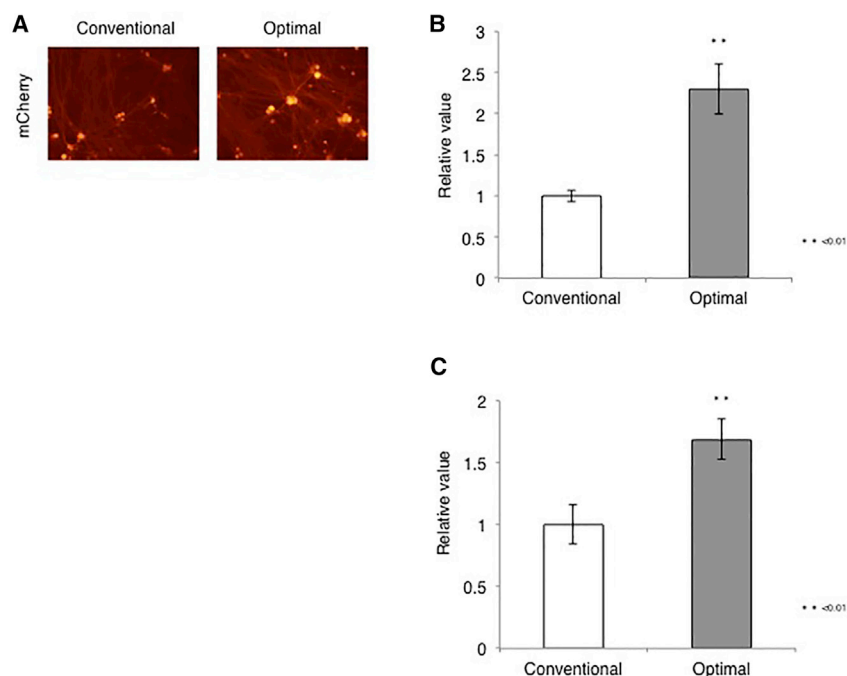 A
Conventional Optimal
mCherry
B
3
2.5
2
1.5
1
0.5
0
Relative value
* *
Conventional Optimal
* * <0.01
C
2
1.5
1
0.5
0
Relative value
* *
Conventional Optimal
* * <0.01